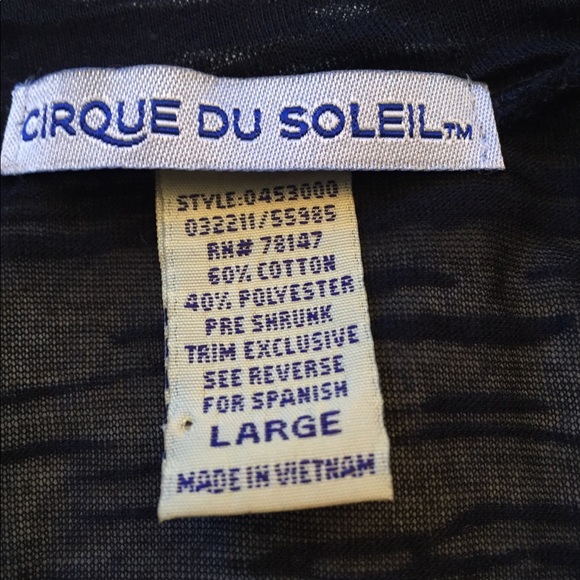 CIRQUE DU SOLEIL™
STYLE:0453000
032211/55985
RN# 78147
60% COTTON
40% POLYESTER
PRE SHRUNK
TRIM EXCLUSIVE
SEE REVERSE
FOR SPANISH
LARGE
MADE IN VIETNAM